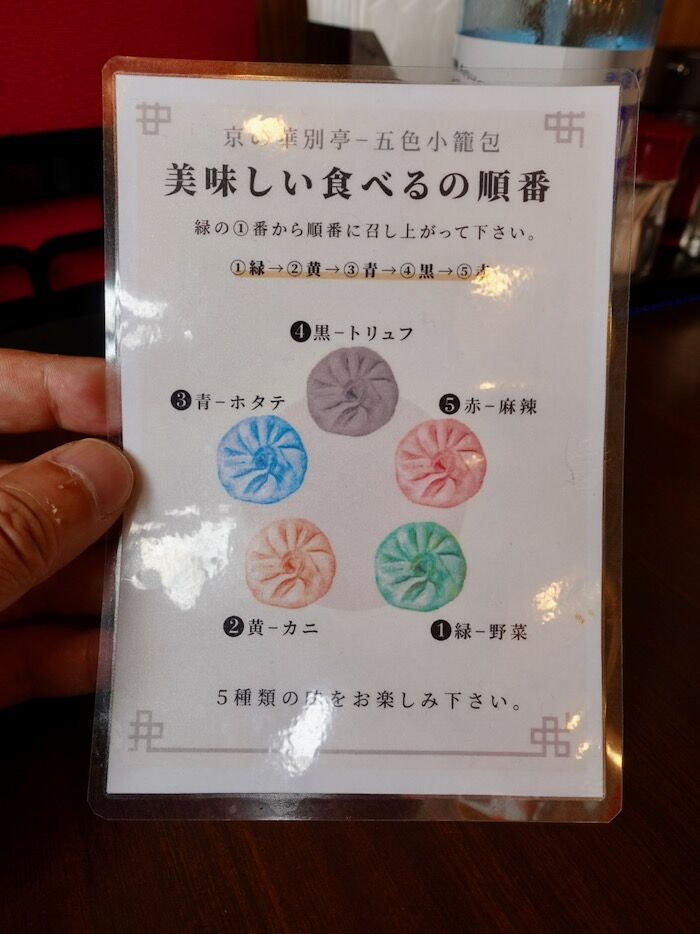 京の華別亭−五色小籠包
美味しい食べるの順番
緑の①番から順番に召し上がって下さい。
①緑→②黄→③青→④黒→⑤赤
❹黒−トリュフ
❸青−ホタテ
❺赤−麻辣
❷黄−カニ
❶緑−野菜
5種類の味をお楽しみ下さい。